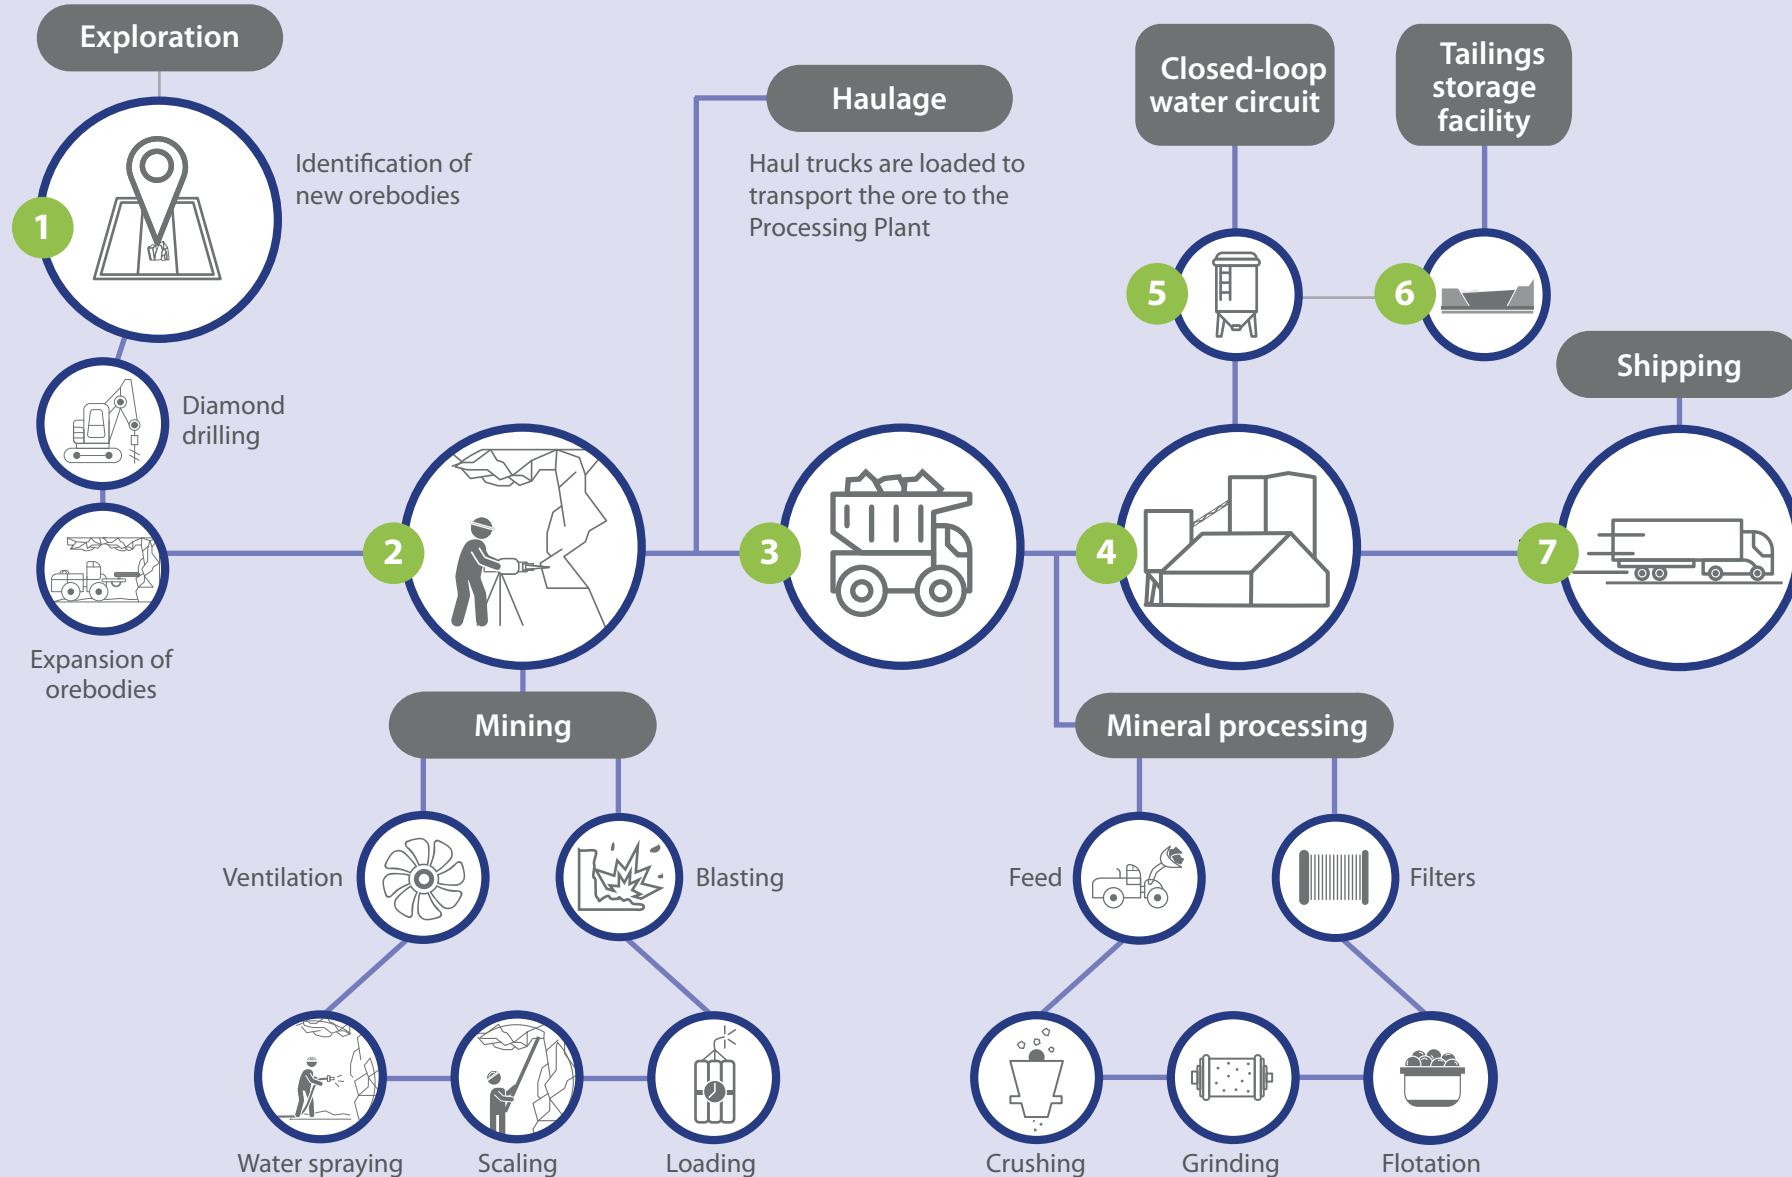 Exploration
1
Identification of
new orebodies
Diamond
drilling
Expansion of
orebodies
2
Mining
Ventilation
Blasting
Water spraying
Scaling
Loading
Haulage
Haul trucks are loaded to
transport the ore to the
Processing Plant
3
4
Mineral processing
Feed
Filters
Crushing
Grinding
Flotation
Closed-loop
water circuit
5
Tailings
storage
facility
6
Shipping
7